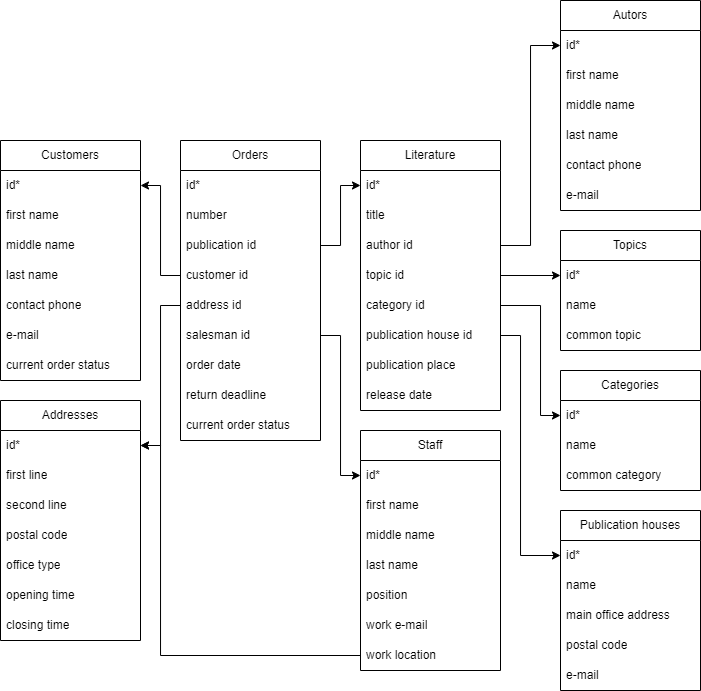 Autors
id*
first name
middle name
last name
contact phone
e-mail
Customers
id*
first name
middle name
last name
contact phone
e-mail
current order status
Orders
id*
number
publication id
customer id
address id
salesman id
order date
return deadline
current order status
Literature
id*
title
author id
topic id
category id
publication house id
publication place
release date
Topics
id*
name
common topic
Categories
id*
name
common category
Addresses
id*
first line
second line
postal code
office type
opening time
closing time
Staff
id*
first name
middle name
last name
position
work e-mail
work location
Publication houses
id*
name
main office address
postal code
e-mail